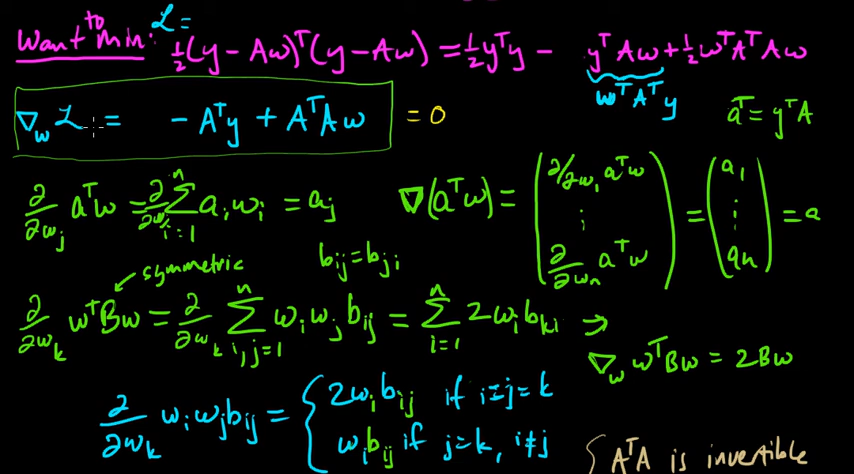 Want to min: ℒ = ½(y − Aw)ᵀ(y − Aw) = ½yᵀy − yᵀAw + ½wᵀAᵀAw
wᵀAᵀy
∇_w ℒ = − Aᵀy + AᵀAw = 0
aᵀ = yᵀA
∂/∂w_j aᵀw = ∂/∂w_j ∑_{i=1}^{n} a_i w_i = a_j
∇(aᵀw) = (∂/∂w_1 aᵀw ⋮ ∂/∂w_n aᵀw) = (a_1 ⋮ a_n) = a
symmetric
b_ij = b_ji
∂/∂w_k wᵀBw = ∂/∂w_k ∑_{i,j=1}^{n} w_i w_j b_ij = ∑_{i=1}^{n} 2w_i b_ki ⇒
∇_w wᵀBw = 2Bw
∂/∂w_k w_i w_j b_ij = { 2w_i b_ij if i=j=k
w_i b_ij if j=k, i≠j
{ AᵀA is invertible